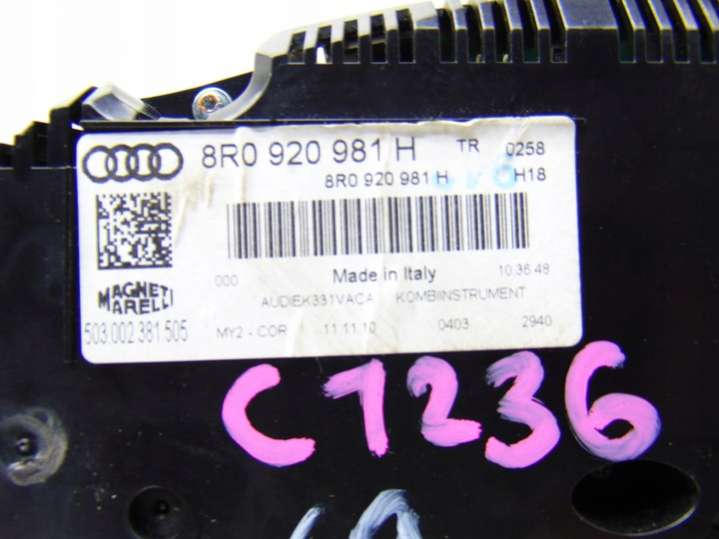 8R0 920 981 H TR 0258
8R0 920 981 H H18
000 Made in Italy 10.36.48
MAGNETI MARELLI
AUDIEK331VACA KOMBIINSTRUMENT
503.002.381.505 MY2 - COR 11.11.10 0403 2940
C1236